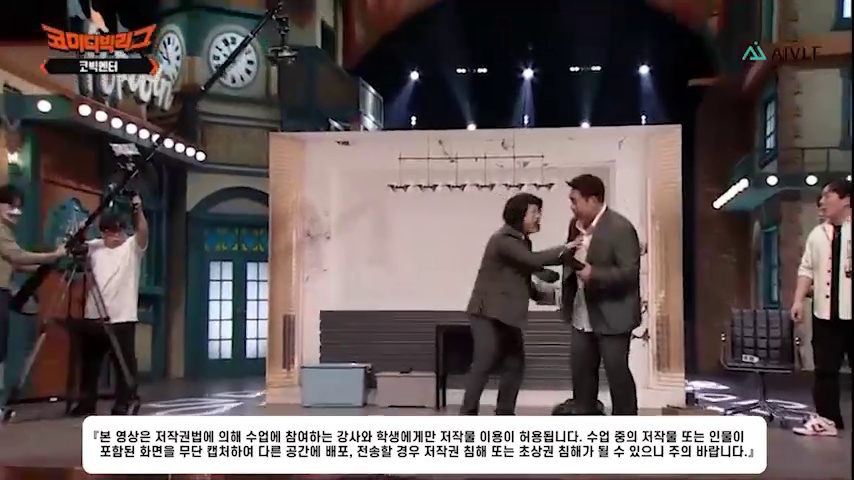 코미디빅리그
코빅엔터
AIVLE
Popcorn
『본 영상은 저작권법에 의해 수업에 참여하는 강사와 학생에게만 저작물 이용이 허용됩니다. 수업 중의 저작물 또는 인물이
포함된 화면을 무단 캡처하여 다른 공간에 배포, 전송할 경우 저작권 침해 또는 초상권 침해가 될 수 있으니 주의 바랍니다.』